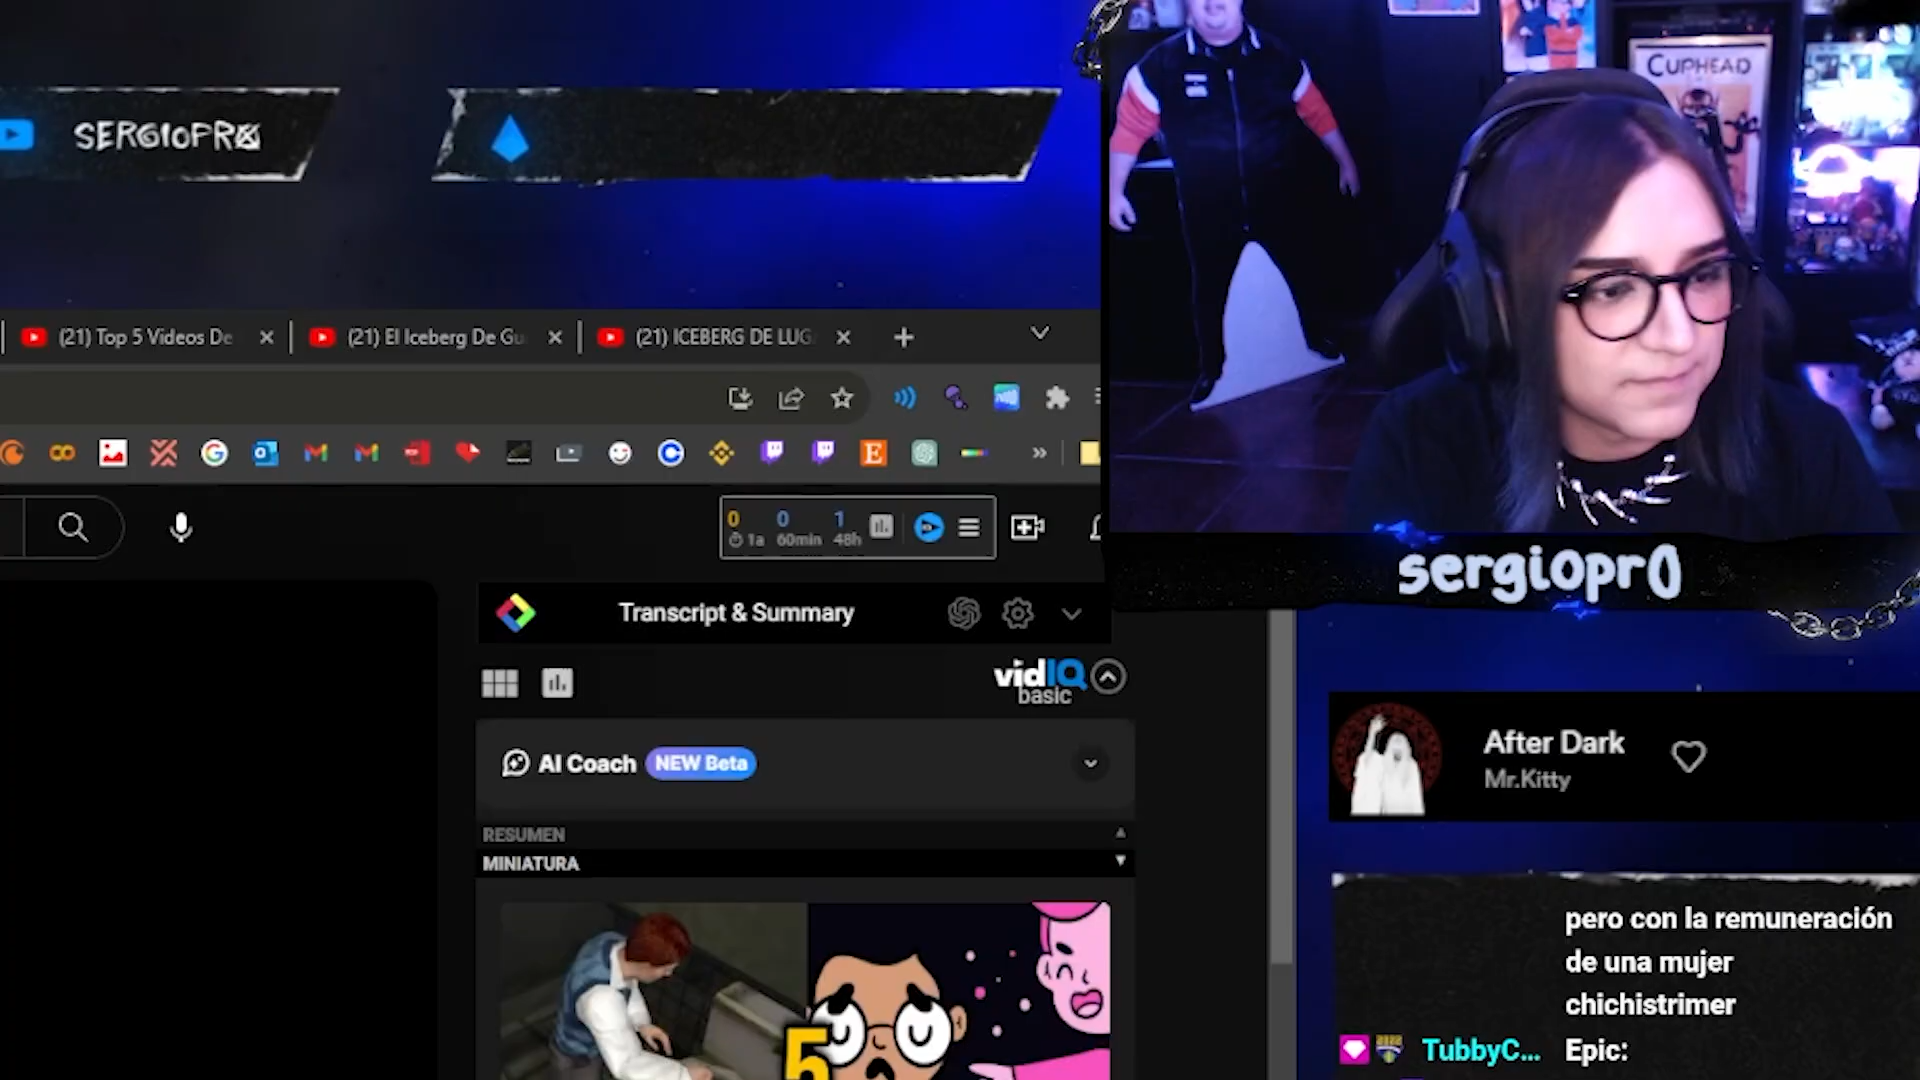 SERGIOPRO
CUPHEAD
(21) Top 5 Videos De
(21) El Iceberg De Gu
(21) ICEBERG DE LUGA
0
0
1
1a
60min
48h
sergi0pr0
Transcript & Summary
vidIQ
basic
AI Coach NEW Beta
RESUMEN
MINIATURA
5
After Dark
Mr.Kitty
pero con la remuneración
de una mujer
chichistrimer
TubbyC... Epic: